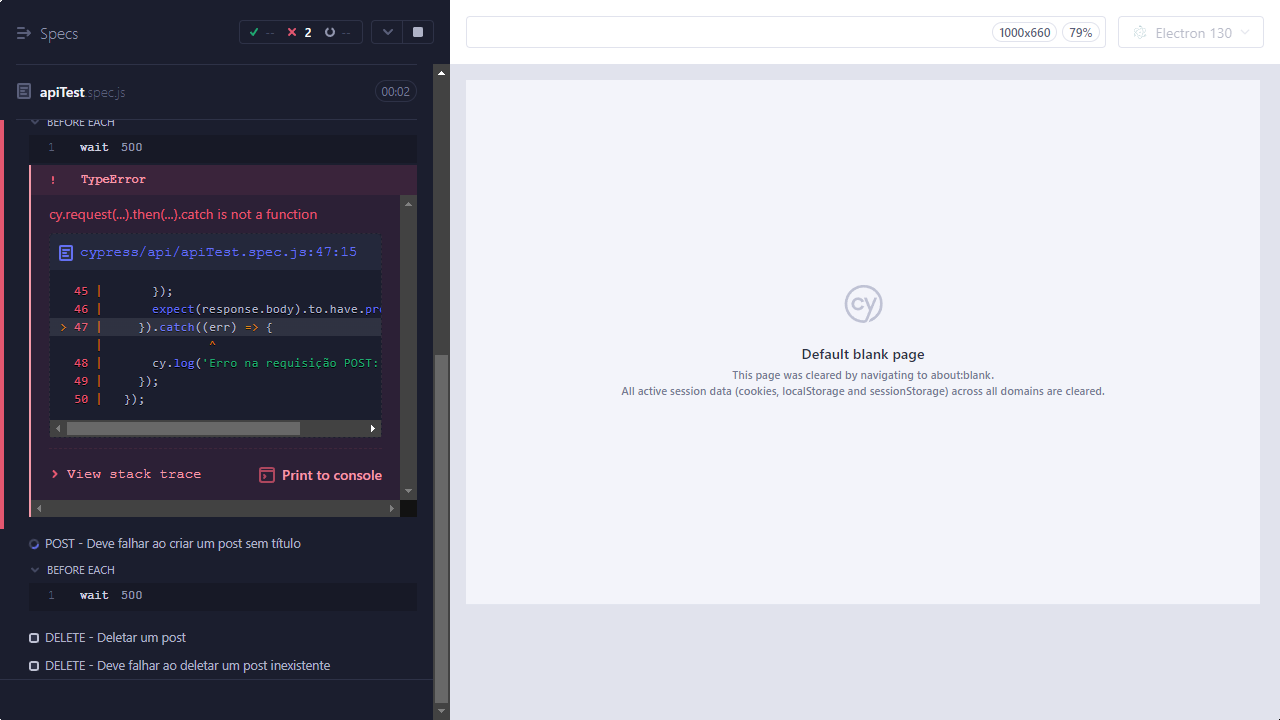 Specs
-- 2 --
1000x660 79%
Electron 130
apiTest.spec.js 00:02
BEFORE EACH
1 wait 500
! TypeError
cy.request(...).then(...).catch is not a function
cypress/api/apiTest.spec.js:47:15
45 | });
46 | expect(response.body).to.have.pro
> 47 | }).catch((err) => {
| ^
48 | cy.log('Erro na requisição POST:
49 | });
50 | });
> View stack trace
Print to console
POST - Deve falhar ao criar um post sem título
BEFORE EACH
1 wait 500
DELETE - Deletar um post
DELETE - Deve falhar ao deletar um post inexistente
cy
Default blank page
This page was cleared by navigating to about:blank.
All active session data (cookies, localStorage and sessionStorage) across all domains are cleared.